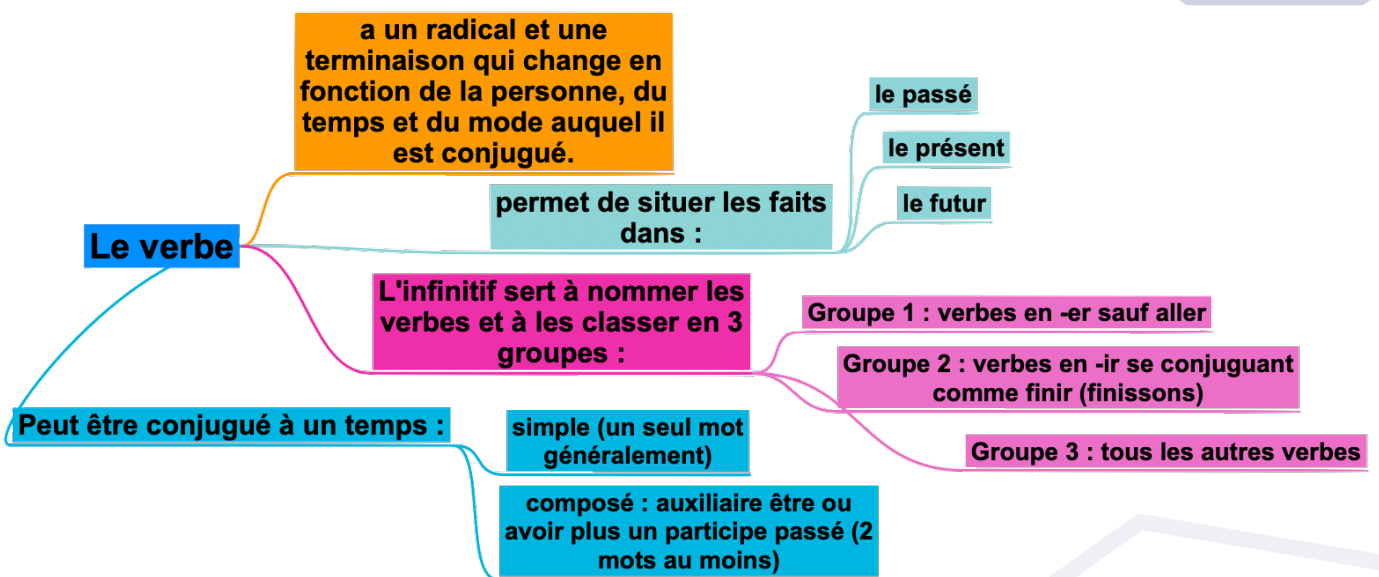 Le verbe
a un radical et une
terminaison qui change en
fonction de la personne, du
temps et du mode auquel il
est conjugué.
permet de situer les faits
dans :
le passé
le présent
le futur
L'infinitif sert à nommer les
verbes et à les classer en 3
groupes :
Groupe 1 : verbes en -er sauf aller
Groupe 2 : verbes en -ir se conjuguant
comme finir (finissons)
Groupe 3 : tous les autres verbes
Peut être conjugué à un temps :
simple (un seul mot
généralement)
composé : auxiliaire être ou
avoir plus un participe passé (2
mots au moins)